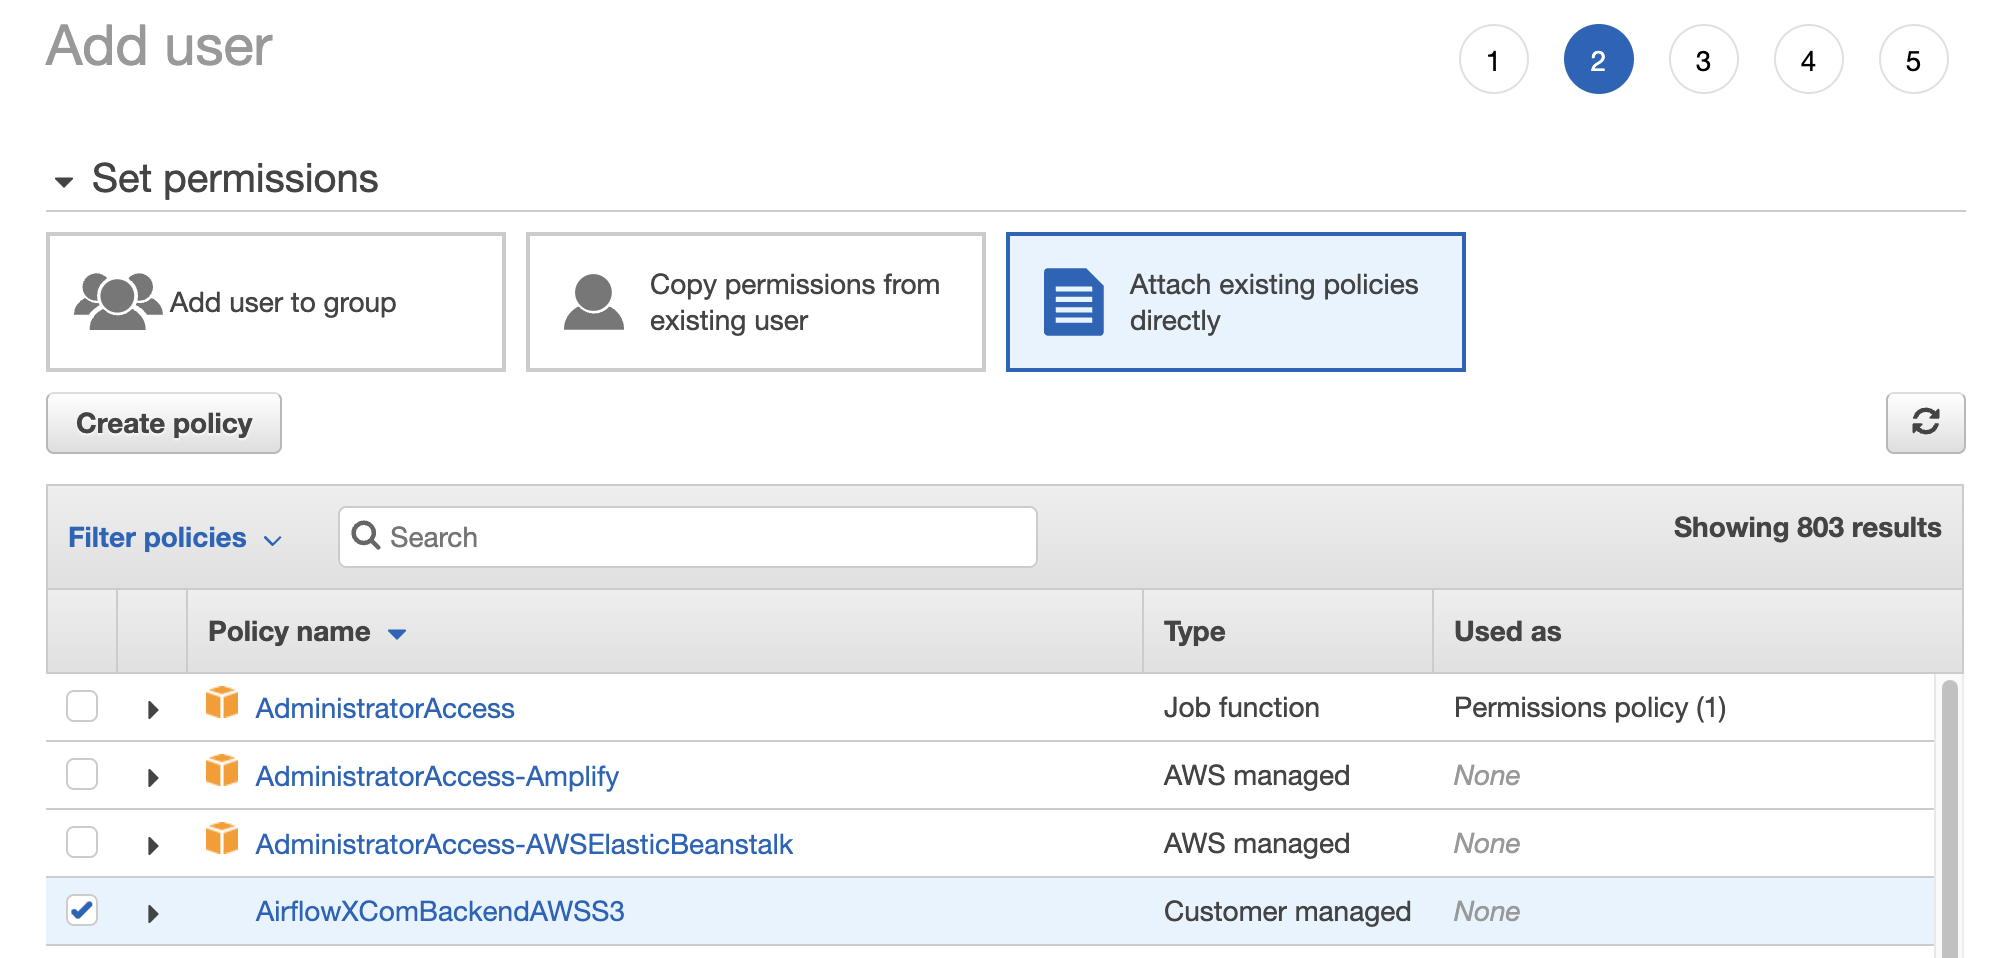 Add user
1 2 3 4 5
Set permissions
Add user to group
Copy permissions from
existing user
Attach existing policies
directly
Create policy
Filter policies
Search
Showing 803 results
Policy name Type Used as
AdministratorAccess Job function Permissions policy (1)
AdministratorAccess-Amplify AWS managed None
AdministratorAccess-AWSElasticBeanstalk AWS managed None
AirflowXComBackendAWSS3 Customer managed None